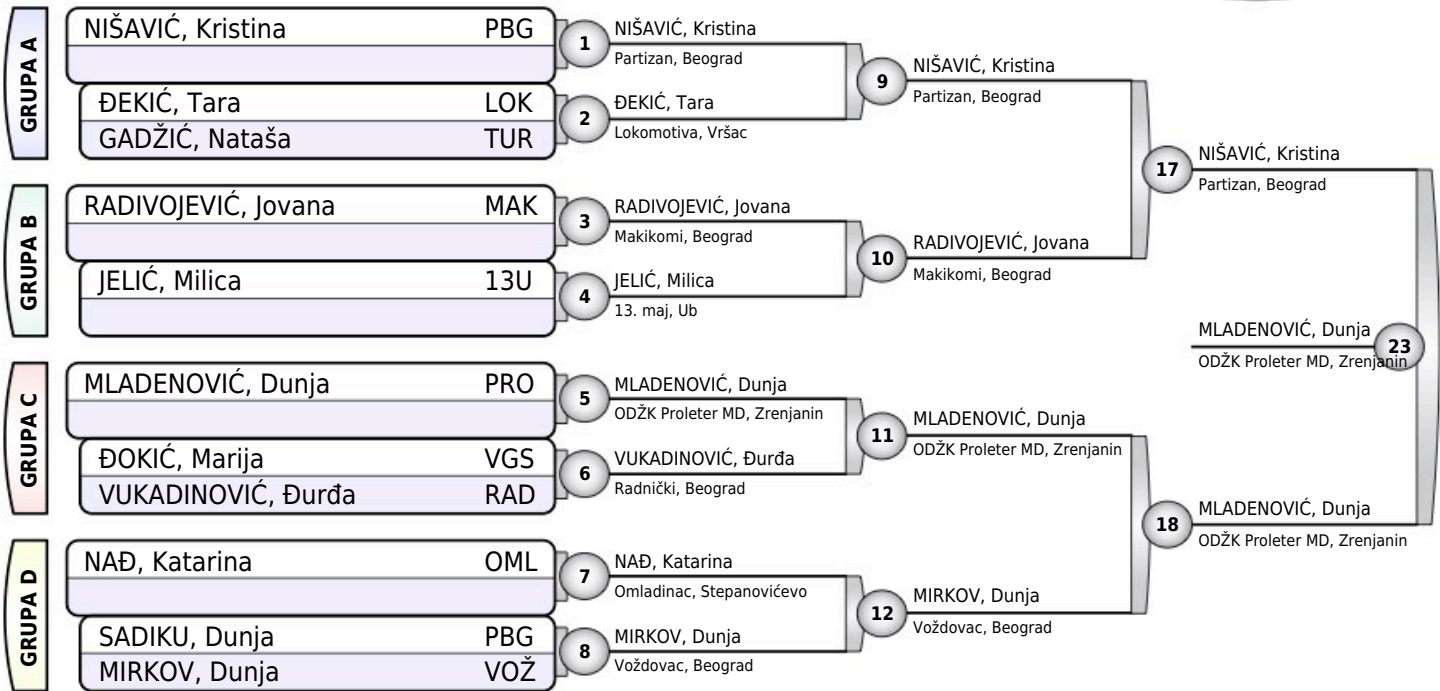 GRUPA A
NIŠAVIĆ, Kristina PBG
ĐEKIĆ, Tara LOK
GADŽIĆ, Nataša TUR
GRUPA B
RADIVOJEVIĆ, Jovana MAK
JELIĆ, Milica 13U
GRUPA C
MLADENOVIĆ, Dunja PRO
ĐOKIĆ, Marija VGS
VUKADINOVIĆ, Đurđa RAD
GRUPA D
NAĐ, Katarina OML
SADIKU, Dunja PBG
MIRKOV, Dunja VOŽ
1
NIŠAVIĆ, Kristina
Partizan, Beograd
2
ĐEKIĆ, Tara
Lokomotiva, Vršac
3
RADIVOJEVIĆ, Jovana
Makikomi, Beograd
4
JELIĆ, Milica
13. maj, Ub
5
MLADENOVIĆ, Dunja
ODŽK Proleter MD, Zrenjanin
6
VUKADINOVIĆ, Đurđa
Radnički, Beograd
7
NAĐ, Katarina
Omladinac, Stepanovićevo
8
MIRKOV, Dunja
Voždovac, Beograd
9
NIŠAVIĆ, Kristina
Partizan, Beograd
10
RADIVOJEVIĆ, Jovana
Makikomi, Beograd
11
MLADENOVIĆ, Dunja
ODŽK Proleter MD, Zrenjanin
12
MIRKOV, Dunja
Voždovac, Beograd
17
NIŠAVIĆ, Kristina
Partizan, Beograd
18
MLADENOVIĆ, Dunja
ODŽK Proleter MD, Zrenjanin
23
MLADENOVIĆ, Dunja
ODŽK Proleter MD, Zrenjanin